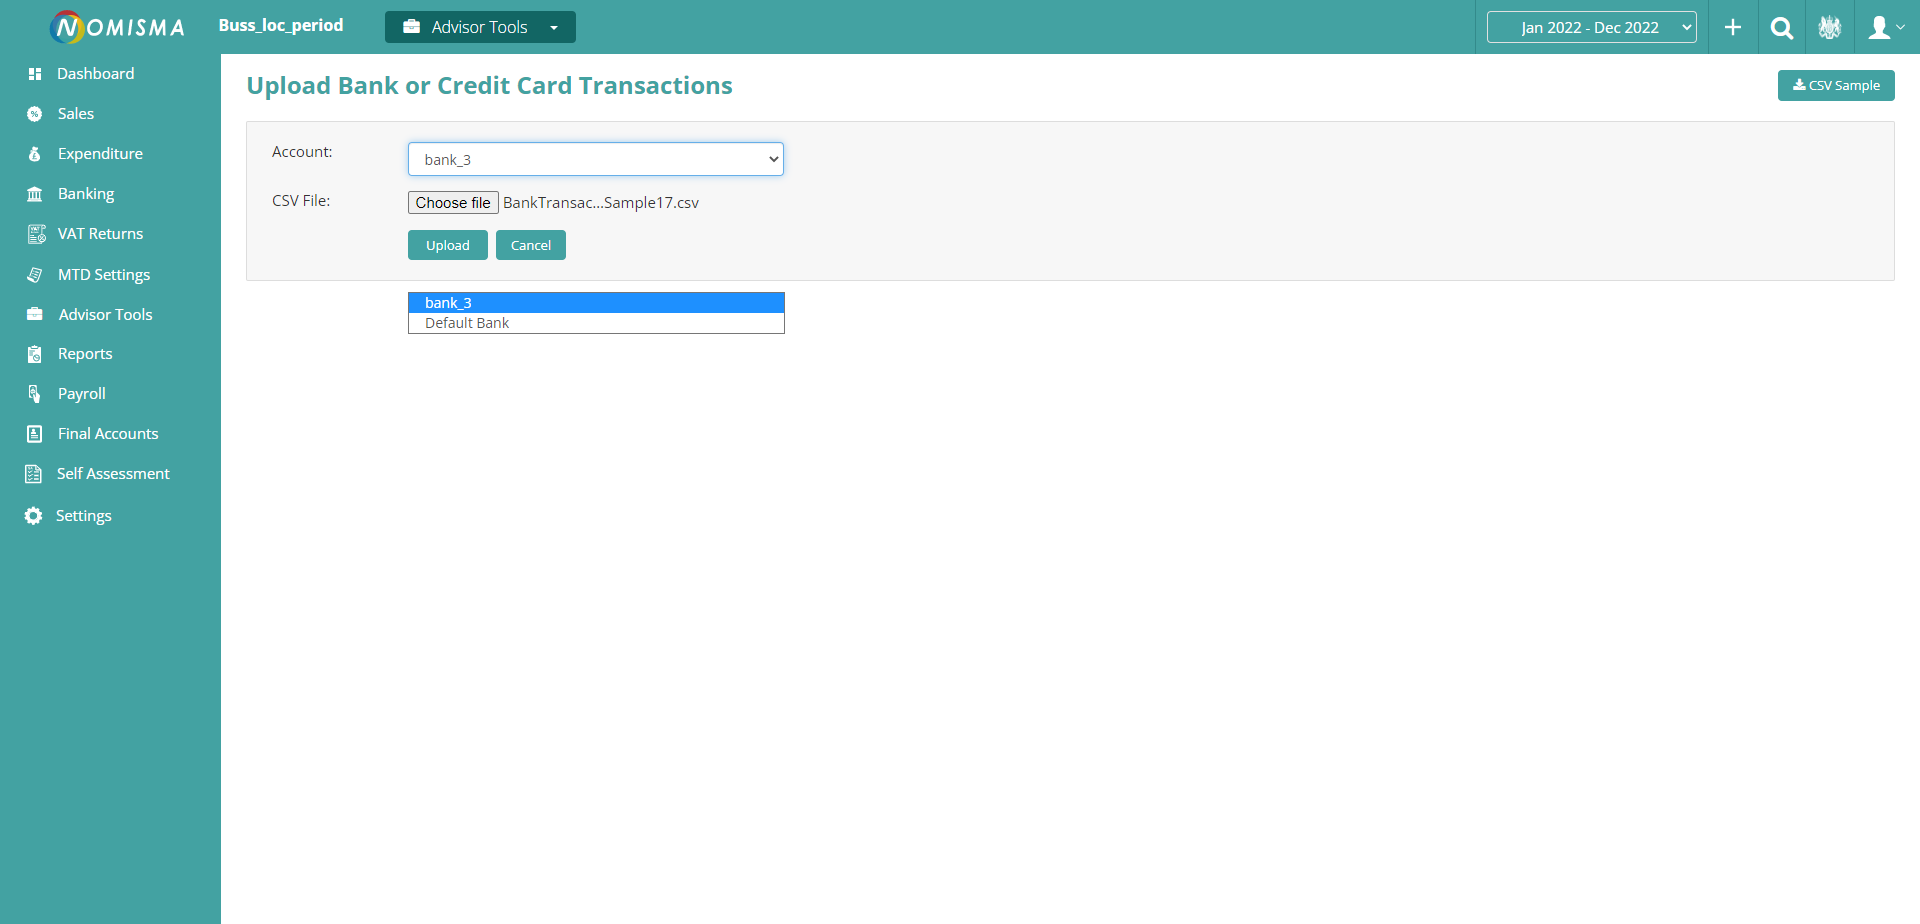 NOMISMA
Buss_loc_period
Advisor Tools
Jan 2022 - Dec 2022
Dashboard
Sales
Expenditure
Banking
VAT Returns
MTD Settings
Advisor Tools
Reports
Payroll
Final Accounts
Self Assessment
Settings
Upload Bank or Credit Card Transactions
CSV Sample
Account:
bank_3
CSV File:
Choose file BankTransac...Sample17.csv
Upload
Cancel
bank_3
Default Bank